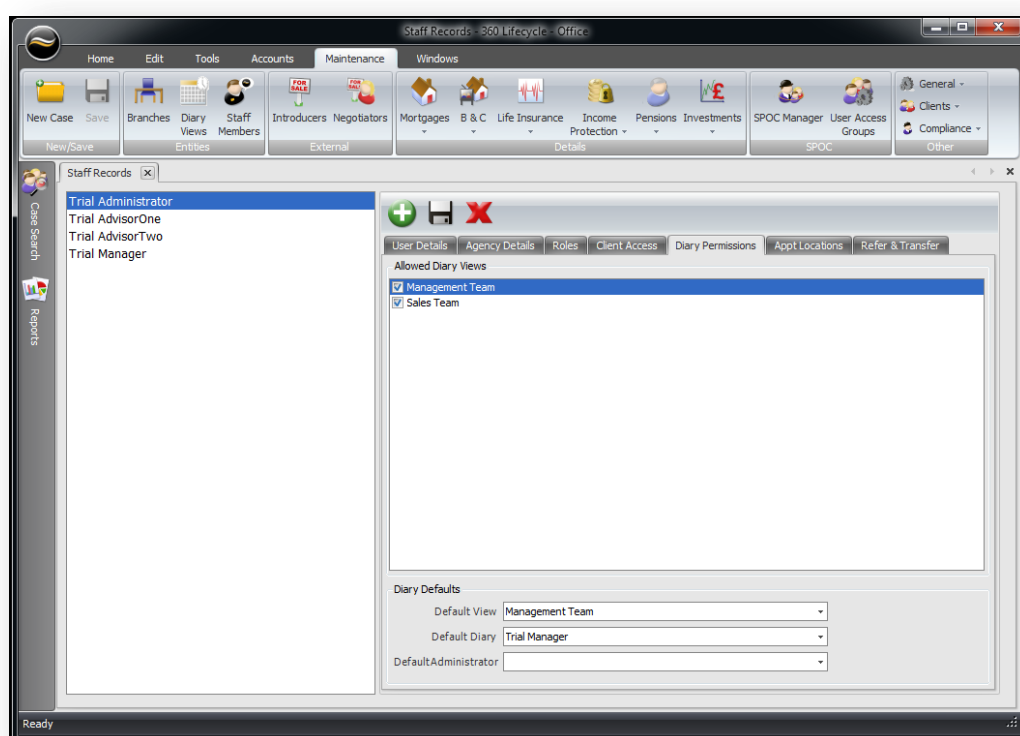 Staff Records - 360 Lifecycle - Office
Home Edit Tools Accounts Maintenance Windows
New Case Save Branches Diary Views Staff Members Introducers Negotiators Mortgages B & C Life Insurance Income Protection Pensions Investments SPOC Manager User Access Groups
General
Clients
Compliance
New/Save Entities External Details SPOC Other
FOR SALE
Case Search
Reports
Staff Records
Trial Administrator
Trial AdvisorOne
Trial AdvisorTwo
Trial Manager
User Details Agency Details Roles Client Access Diary Permissions Appt Locations Refer & Transfer
Allowed Diary Views
Management Team
Sales Team
Diary Defaults
Default View Management Team
Default Diary Trial Manager
DefaultAdministrator
Ready